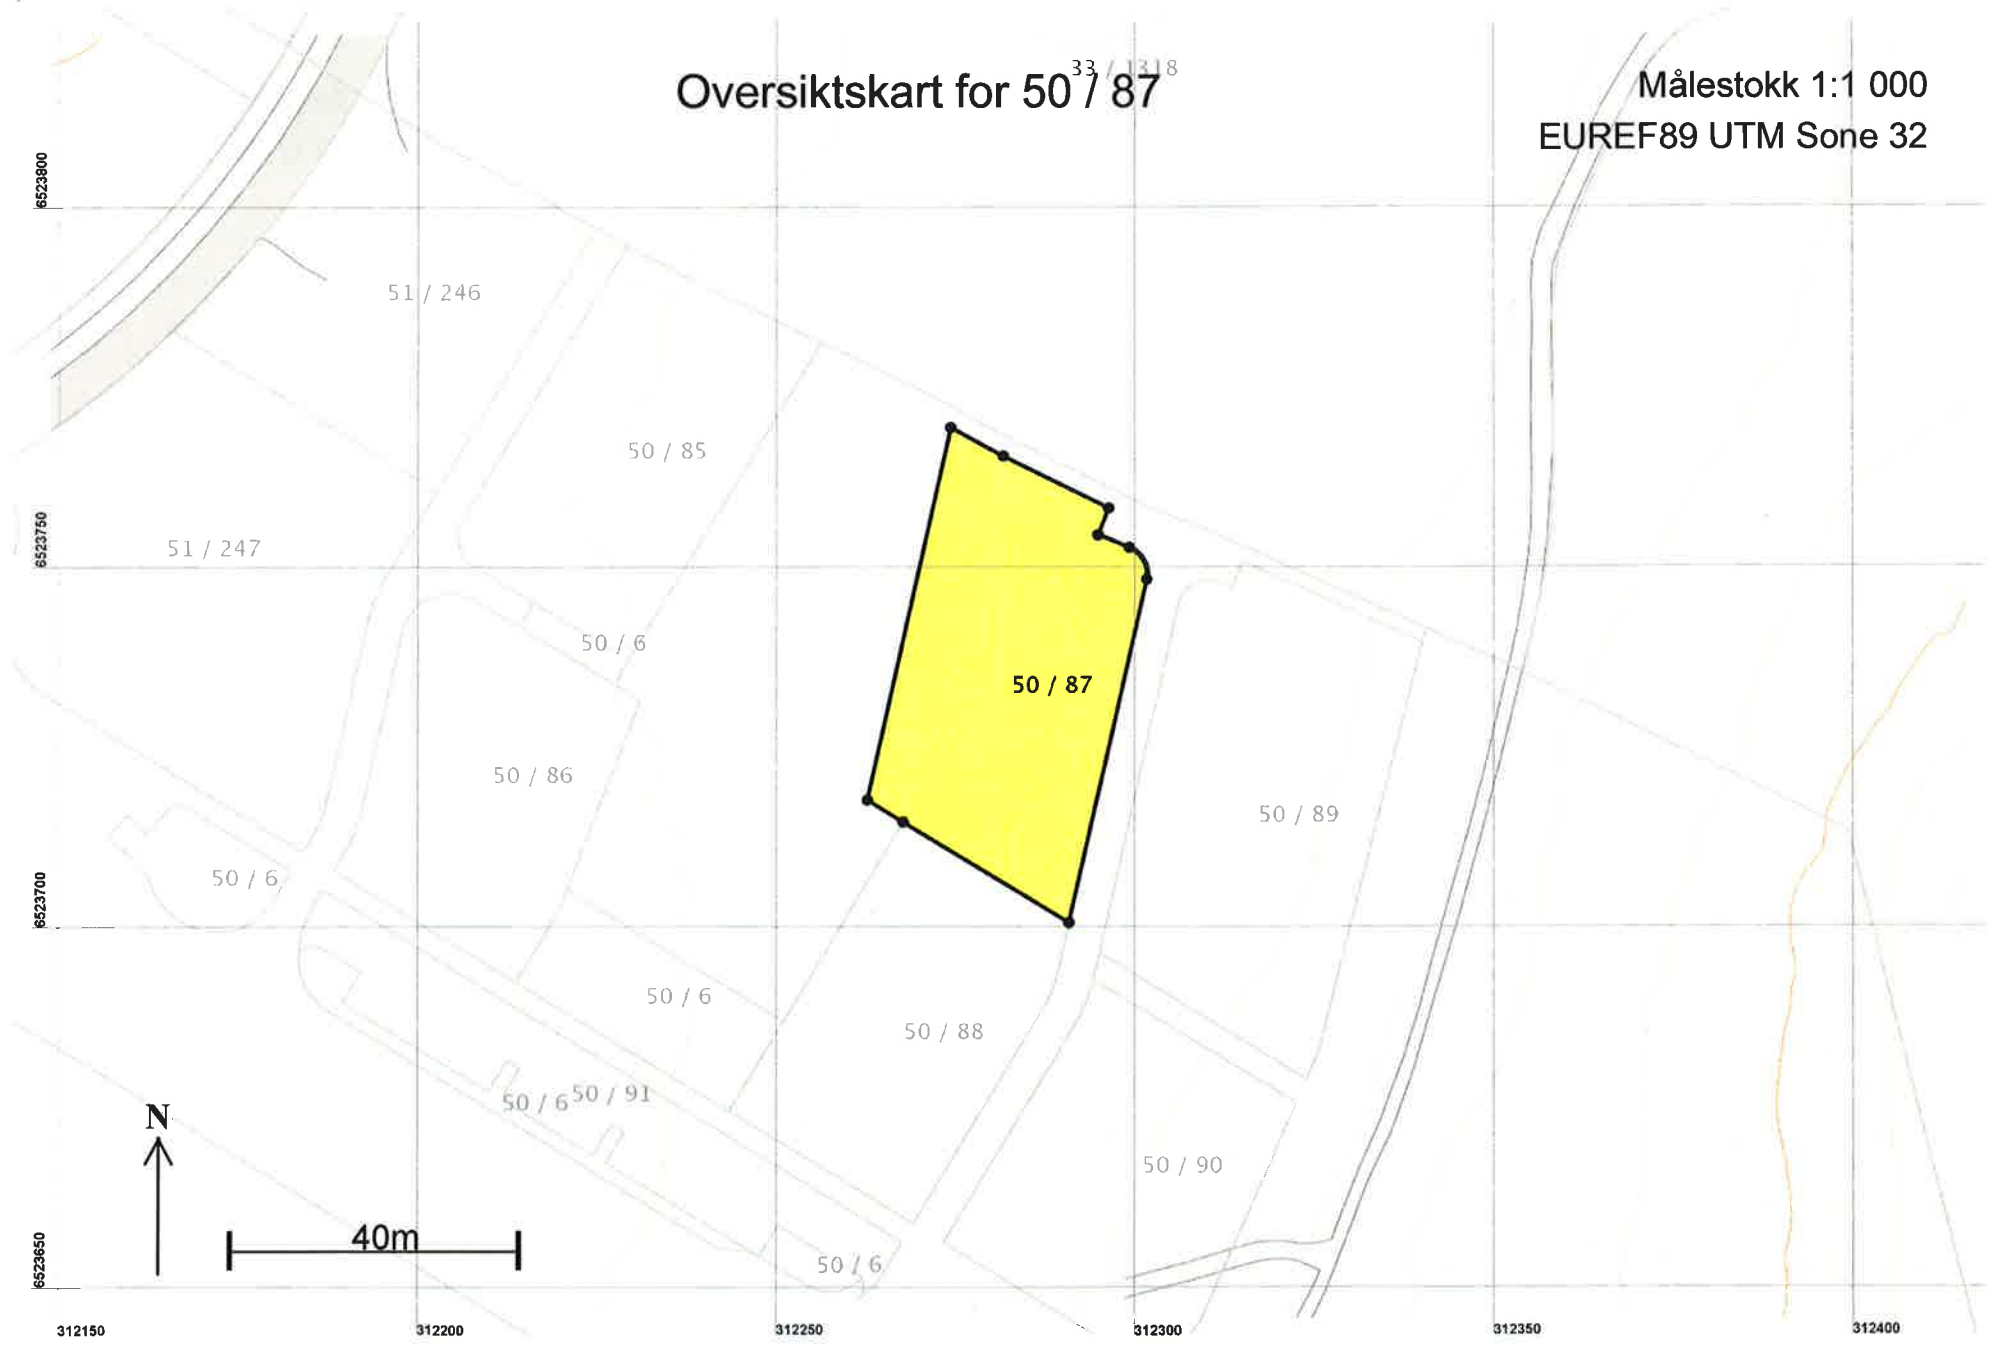 33 / 1318
Oversiktskart for 50 / 87
Målestokk 1:1 000
EUREF89 UTM Sone 32
6523800
51 / 246
50 / 85
6523750
51 / 247
50 / 6
50 / 87
50 / 86
50 / 89
50 / 6
6523700
50 / 6
50 / 88
50 / 91
50 / 6
N
50 / 90
40m
6523650
50 / 6
312150
312200
312250
312300
312350
312400